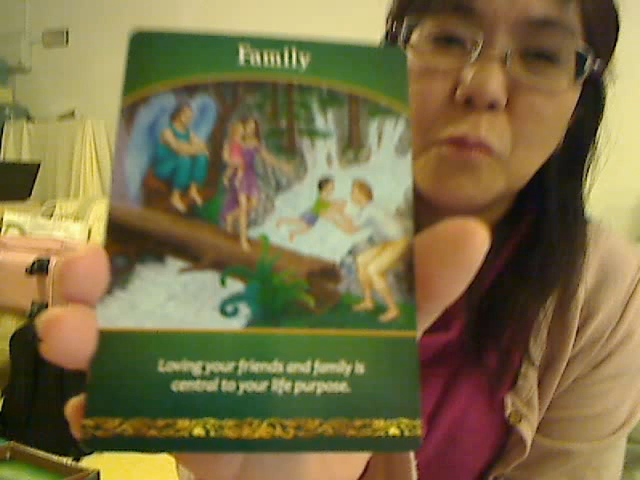 Family
Loving your friends and family is
central to your life purpose.